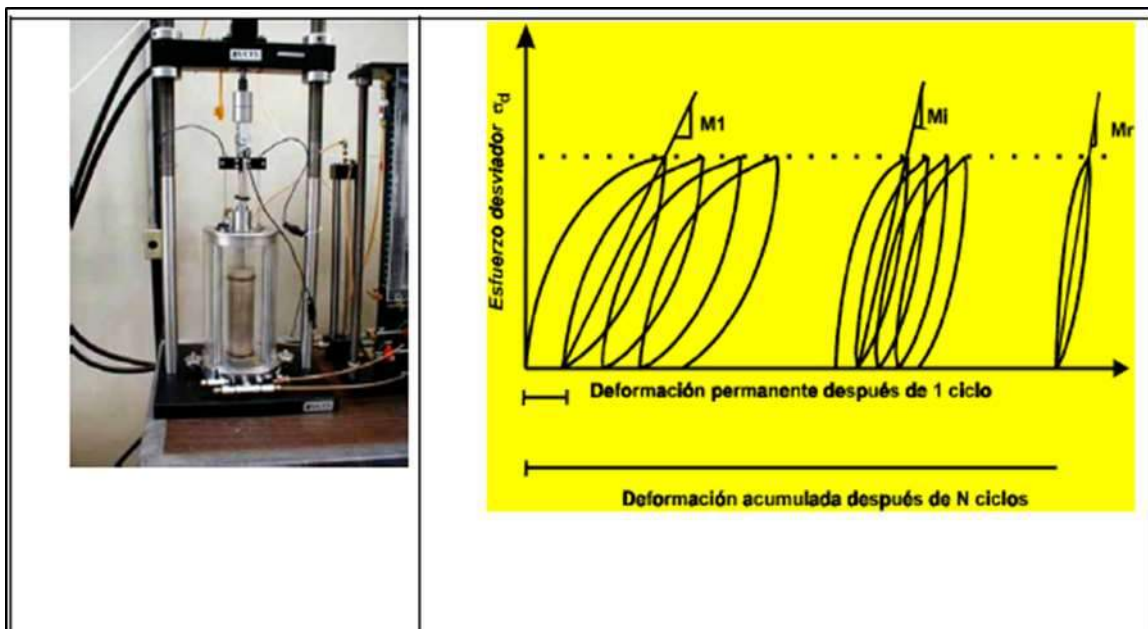 Esfuerzo desviador σd
M1
Mi
Mr
Deformación permanente después de 1 ciclo
Deformación acumulada después de N ciclos